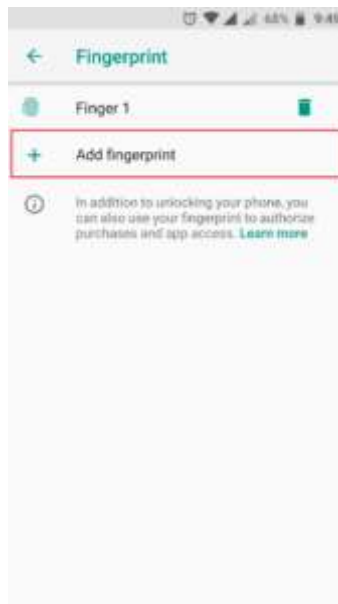 Fingerprint
Finger 1
Add fingerprint
In addition to unlocking your phone, you
can also use your fingerprint to authorize
purchases and app access. Learn more